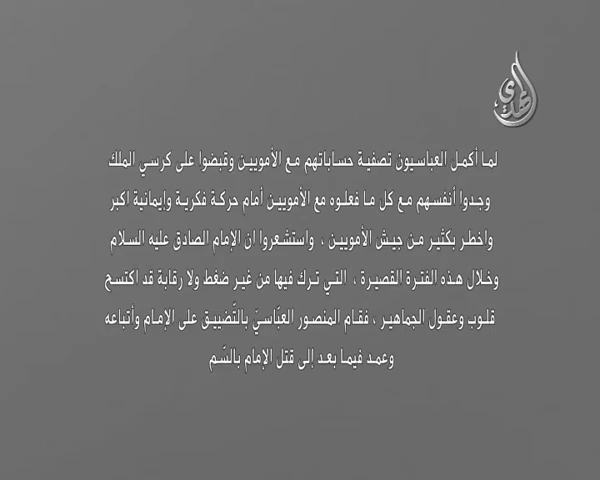 الهدى
لما أكمل العباسيون تصفية حساباتهم مع الأمويين وقبضوا على كرسي الملك
وجدوا أنفسهم مع كل ما فعلوه مع الأمويين أمام حركة فكرية وإيمانية اكبر
واخطر بكثير من جيش الأمويين ، واستشعروا ان الإمام الصادق عليه السلام
وخلال هذه الفترة القصيرة ، التي ترك فيها من غير ضغط ولا رقابة قد اكتسح
قلوب وعقول الجماهير ، فقام المنصور العبّاسيّ بالتّضييق على الإمام وأتباعه
وعمد فيما بعد إلى قتل الإمام بالسّم